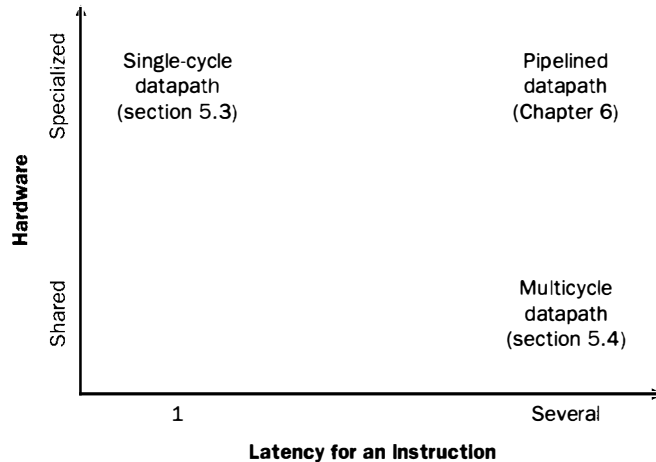 Specialized
Single-cycle
datapath
(section 5.3)
Pipelined
datapath
(Chapter 6)
Hardware
Shared
Multicycle
datapath
(section 5.4)
1
Several
Latency for an Instruction